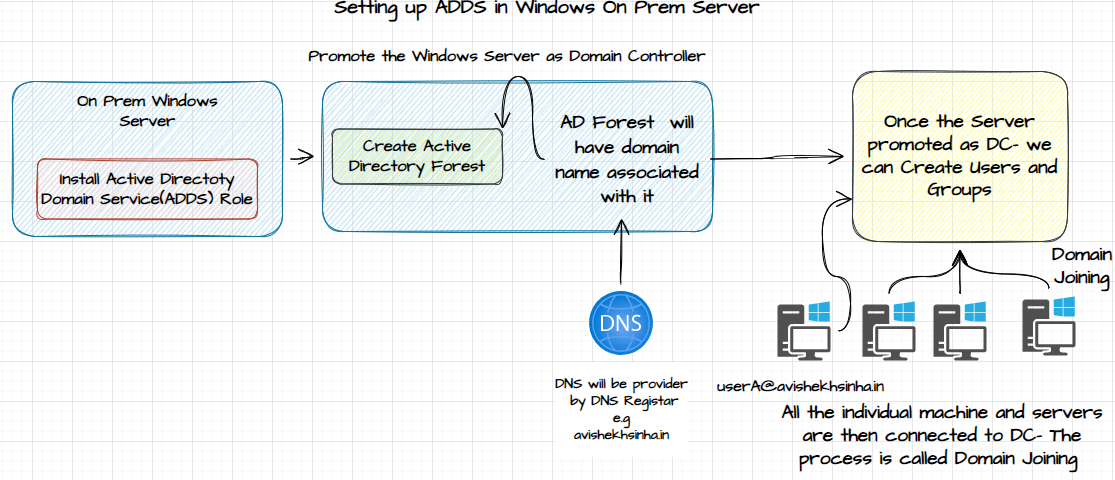 Setting up ADDS in Windows On Prem Server
Promote the Windows Server as Domain Controller
On Prem Windows
Server
Install Active Directoty
Domain Service(ADDS) Role
Create Active
Directory Forest
AD Forest will
have domain
name associated
with it
Once the Server
promoted as DC- we
can Create Users and
Groups
Domain
Joining
DNS
DNS will be provider
by DNS Registar
e.g
avishekhsinha.in
userA@avishekhsinha.in
All the individual machine and servers
are then connected to DC- The
process is called Domain Joining